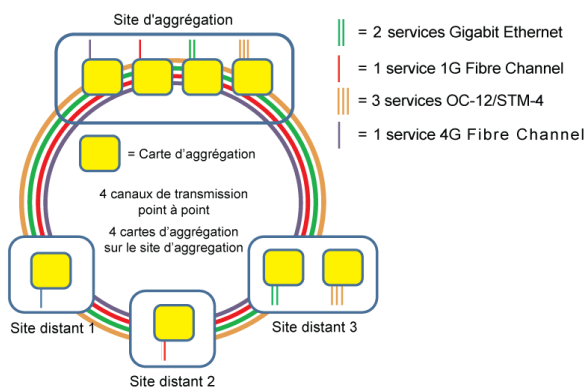 Site d'aggrégation
= 2 services Gigabit Ethernet
= 1 service 1G Fibre Channel
= 3 services OC-12/STM-4
= 1 service 4G Fibre Channel
= Carte d'aggrégation
4 canaux de transmission
point à point
4 cartes d'aggrégation
sur le site d'aggregation
Site distant 1
Site distant 2
Site distant 3